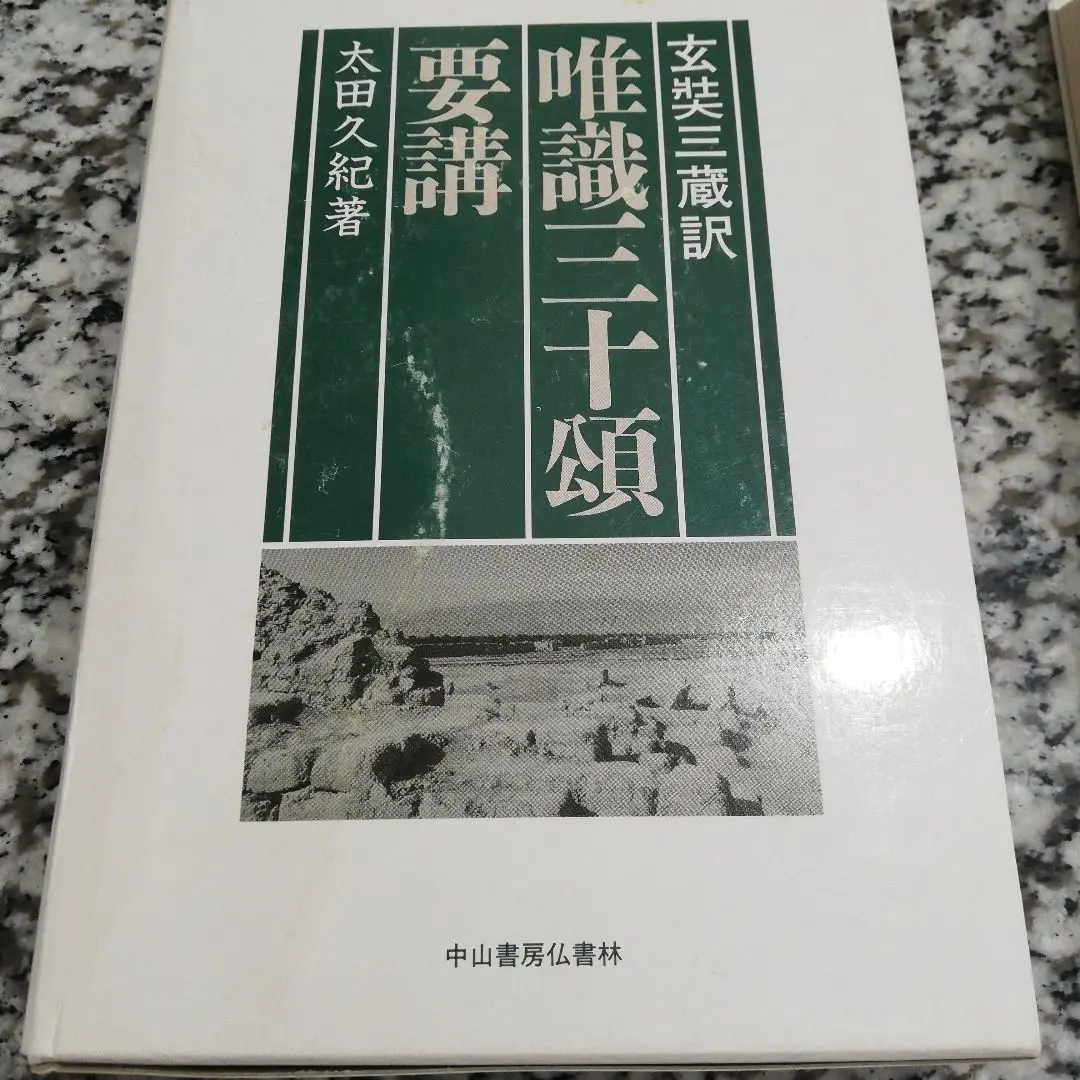 玄奘三蔵訳
唯識三十頌
要講
太田久紀著
中山書房仏書林